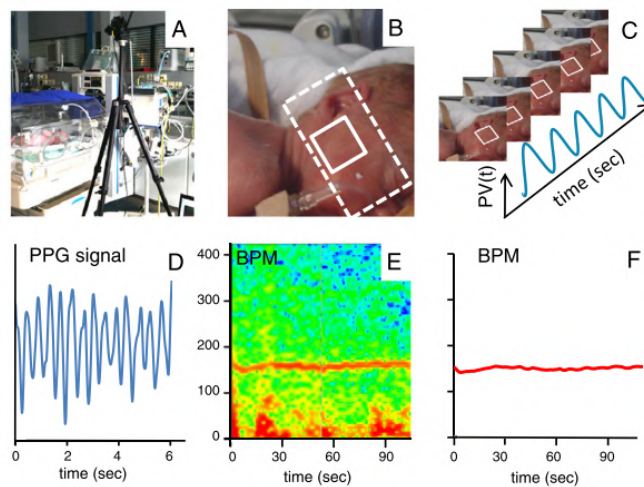 A
B
C
PV(t)
time (sec)
PPG signal
D
0
2
4
6
time (sec)
BPM
E
400
300
200
100
0
0
30
60
90
time (sec)
BPM
F
0
30
60
90
time (sec)